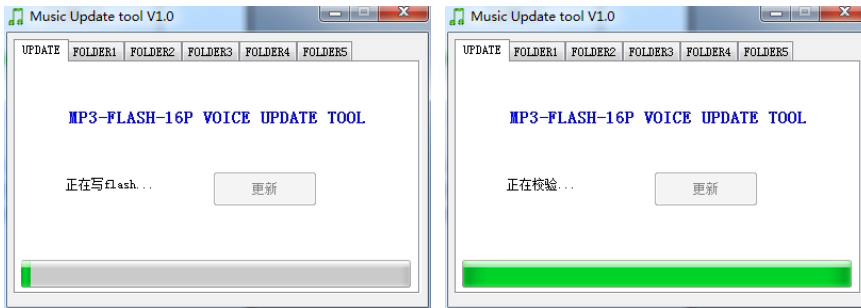 Music Update tool V1.0
UPDATE FOLDER1 FOLDER2 FOLDER3 FOLDER4 FOLDER5
MP3-FLASH-16P VOICE UPDATE TOOL
正在写flash...
更新
Music Update tool V1.0
UPDATE FOLDER1 FOLDER2 FOLDER3 FOLDER4 FOLDER5
MP3-FLASH-16P VOICE UPDATE TOOL
正在校验...
更新